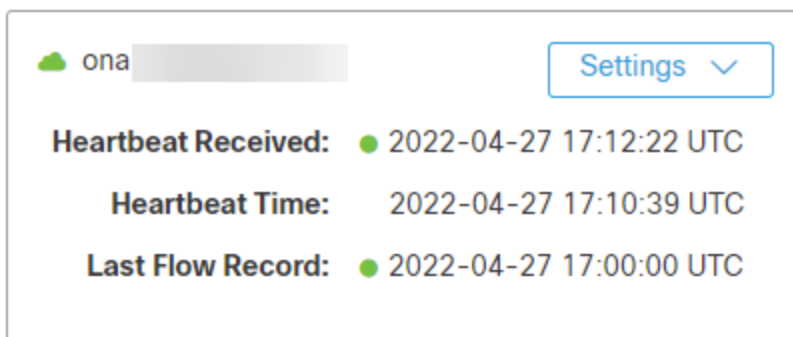 ona
Settings
Heartbeat Received: 2022-04-27 17:12:22 UTC
Heartbeat Time: 2022-04-27 17:10:39 UTC
Last Flow Record: 2022-04-27 17:00:00 UTC